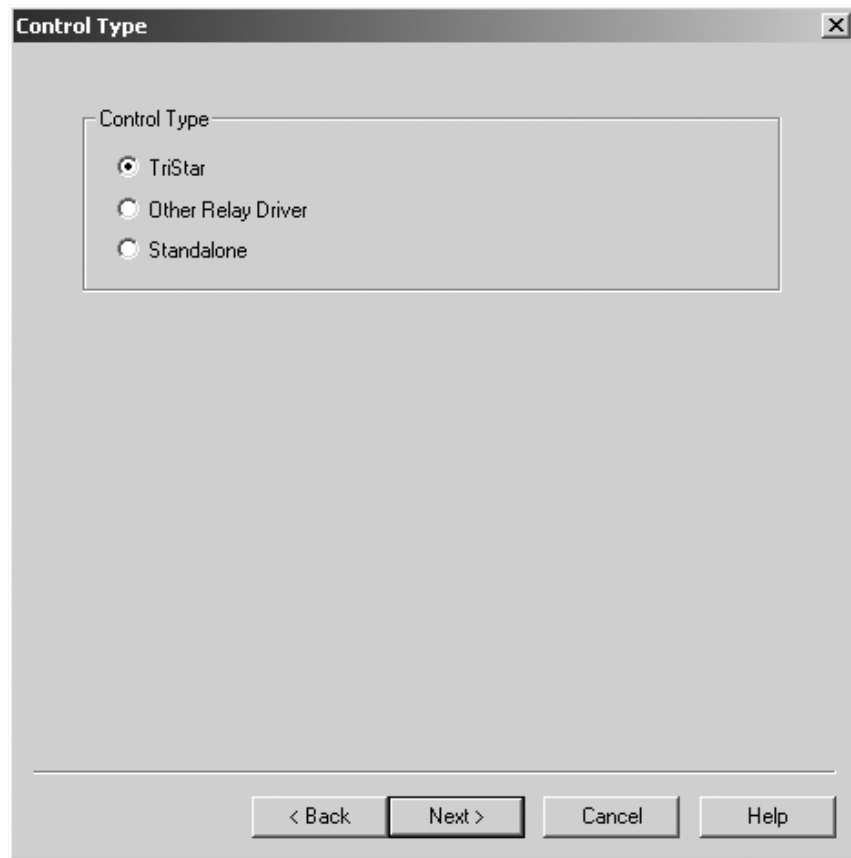 Control Type
Control Type
TriStar
Other Relay Driver
Standalone
< Back Next > Cancel Help